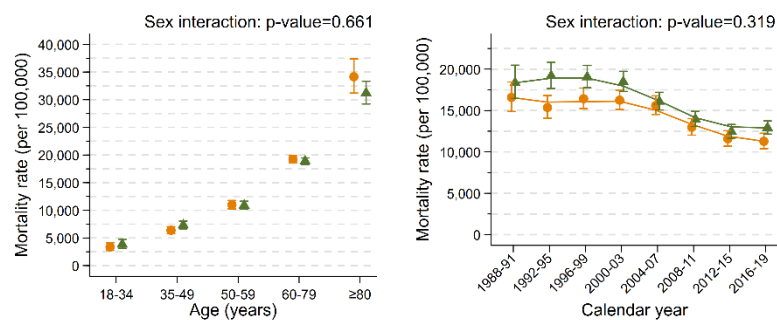 Sex interaction: p-value=0.661
Mortality rate (per 100,000)
40,000
35,000
30,000
25,000
20,000
15,000
10,000
5,000
0
18-34 35-49 50-59 60-79 ≥80
Age (years)
Sex interaction: p-value=0.319
Mortality rate (per 100,000)
20,000
15,000
10,000
5,000
0
1988-91 1992-95 1996-99 2000-03 2004-07 2008-11 2012-15 2016-19
Calendar year